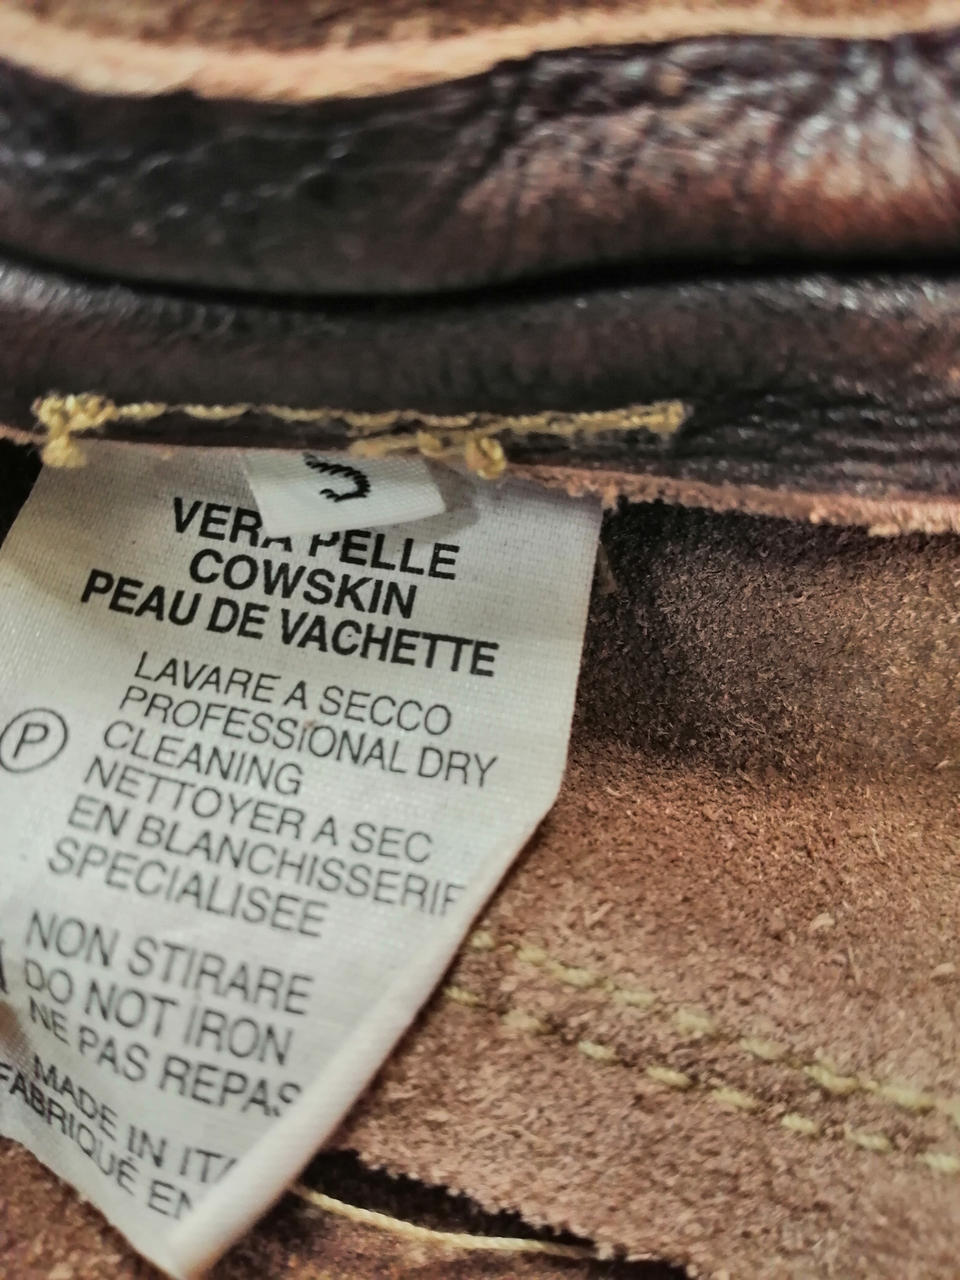 VERA PELLE
COWSKIN
PEAU DE VACHETTE
LAVARE A SECCO
PROFESSIONAL DRY
CLEANING
NETTOYER A SEC
EN BLANCHISSERIE
SPECIALISEE
P
NON STIRARE
DO NOT IRON
NE PAS REPAS
MADE IN ITA
FABRIQUÉ EN